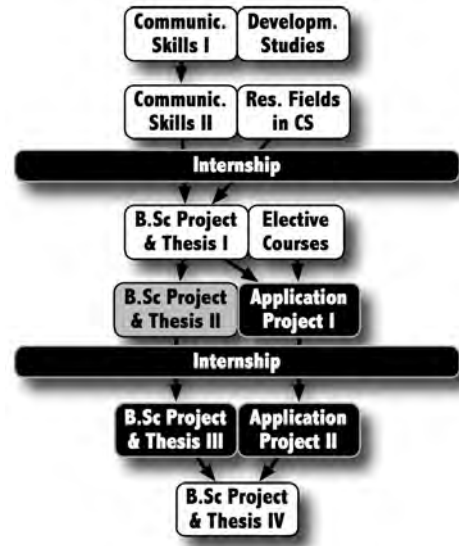 Communic.
Skills I
Developm.
Studies
Communic.
Skills II
Res. Fields
in CS
Internship
B.Sc Project
& Thesis I
Elective
Courses
B.Sc Project
& Thesis II
Application
Project I
Internship
B.Sc Project
& Thesis III
Application
Project II
B.Sc Project
& Thesis IV